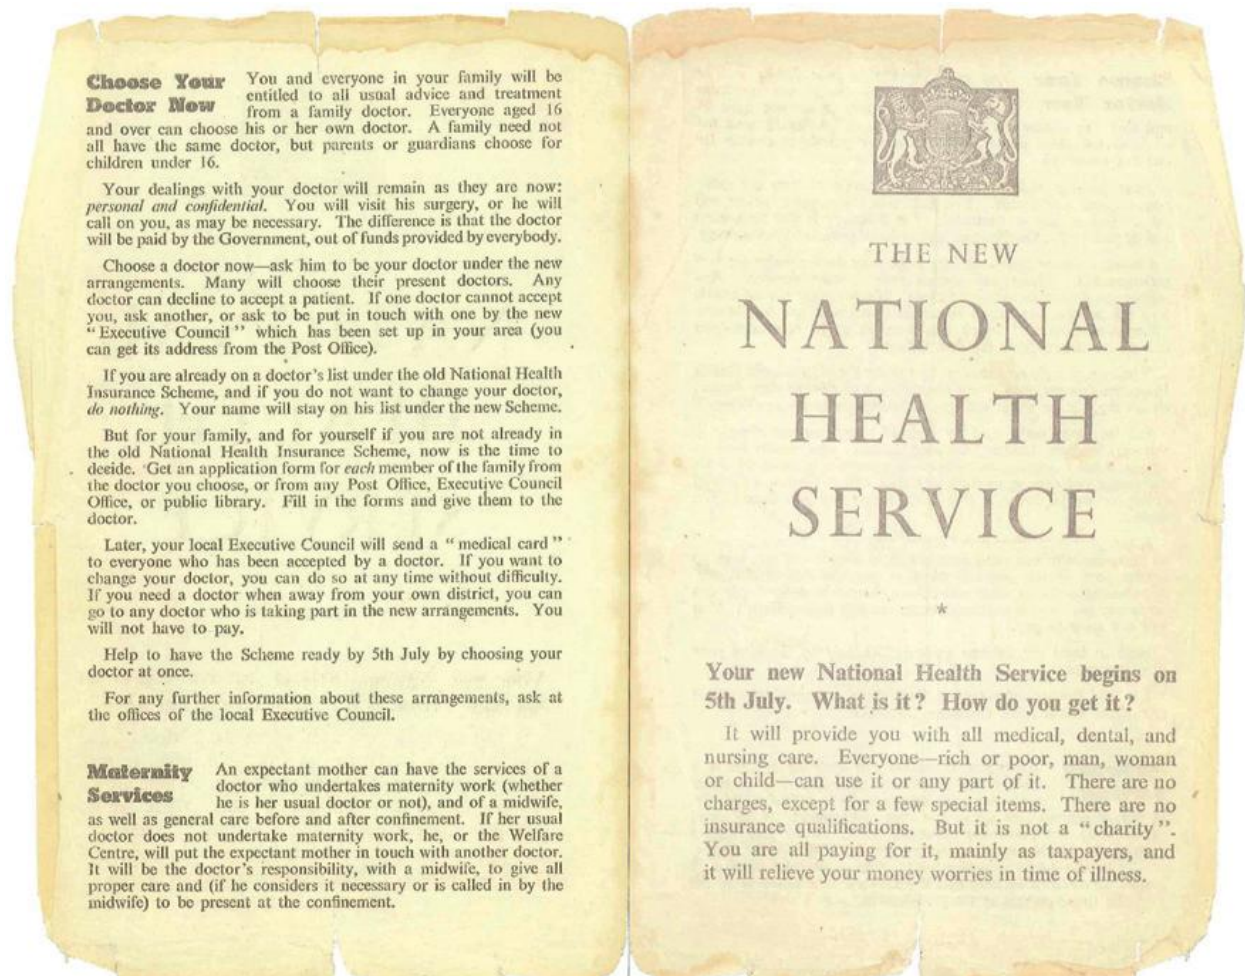 Choose Your Doctor Now
You and everyone in your family will be
entitled to all usual advice and treatment
from a family doctor. Everyone aged 16
and over can choose his or her own doctor. A family need not
all have the same doctor, but parents or guardians choose for
children under 16.
Your dealings with your doctor will remain as they are now:
personal and confidential. You will visit his surgery, or he will
call on you, as may be necessary. The difference is that the doctor
will be paid by the Government, out of funds provided by everybody.
Choose a doctor now—ask him to be your doctor under the new
arrangements. Many will choose their present doctors. Any
doctor can decline to accept a patient. If one doctor cannot accept
you, ask another, or ask to be put in touch with one by the new
“Executive Council” which has been set up in your area (you
can get its address from the Post Office).
If you are already on a doctor's list under the old National Health
Insurance Scheme, and if you do not want to change your doctor,
do nothing. Your name will stay on his list under the new Scheme.
But for your family, and for yourself if you are not already in
the old National Health Insurance Scheme, now is the time to
decide. Get an application form for each member of the family from
the doctor you choose, or from any Post Office, Executive Council
Office, or public library. Fill in the forms and give them to the
doctor.
Later, your local Executive Council will send a “medical card”
to everyone who has been accepted by a doctor. If you want to
change your doctor, you can do so at any time without difficulty.
If you need a doctor when away from your own district, you can
go to any doctor who is taking part in the new arrangements. You
will not have to pay.
Help to have the Scheme ready by 5th July by choosing your
doctor at once.
For any further information about these arrangements, ask at
the offices of the local Executive Council.
Maternity Services
An expectant mother can have the services of a
doctor who undertakes maternity work (whether
he is her usual doctor or not), and of a midwife,
as well as general care before and after confinement. If her usual
doctor does not undertake maternity work, he, or the Welfare
Centre, will put the expectant mother in touch with another doctor.
It will be the doctor's responsibility, with a midwife, to give all
proper care and (if he considers it necessary or is called in by the
midwife) to be present at the confinement.
THE NEW
NATIONAL
HEALTH
SERVICE
*
Your new National Health Service begins on
5th July. What is it? How do you get it?
It will provide you with all medical, dental, and
nursing care. Everyone—rich or poor, man, woman
or child—can use it or any part of it. There are no
charges, except for a few special items. There are no
insurance qualifications. But it is not a “charity”.
You are all paying for it, mainly as taxpayers, and
it will relieve your money worries in time of illness.